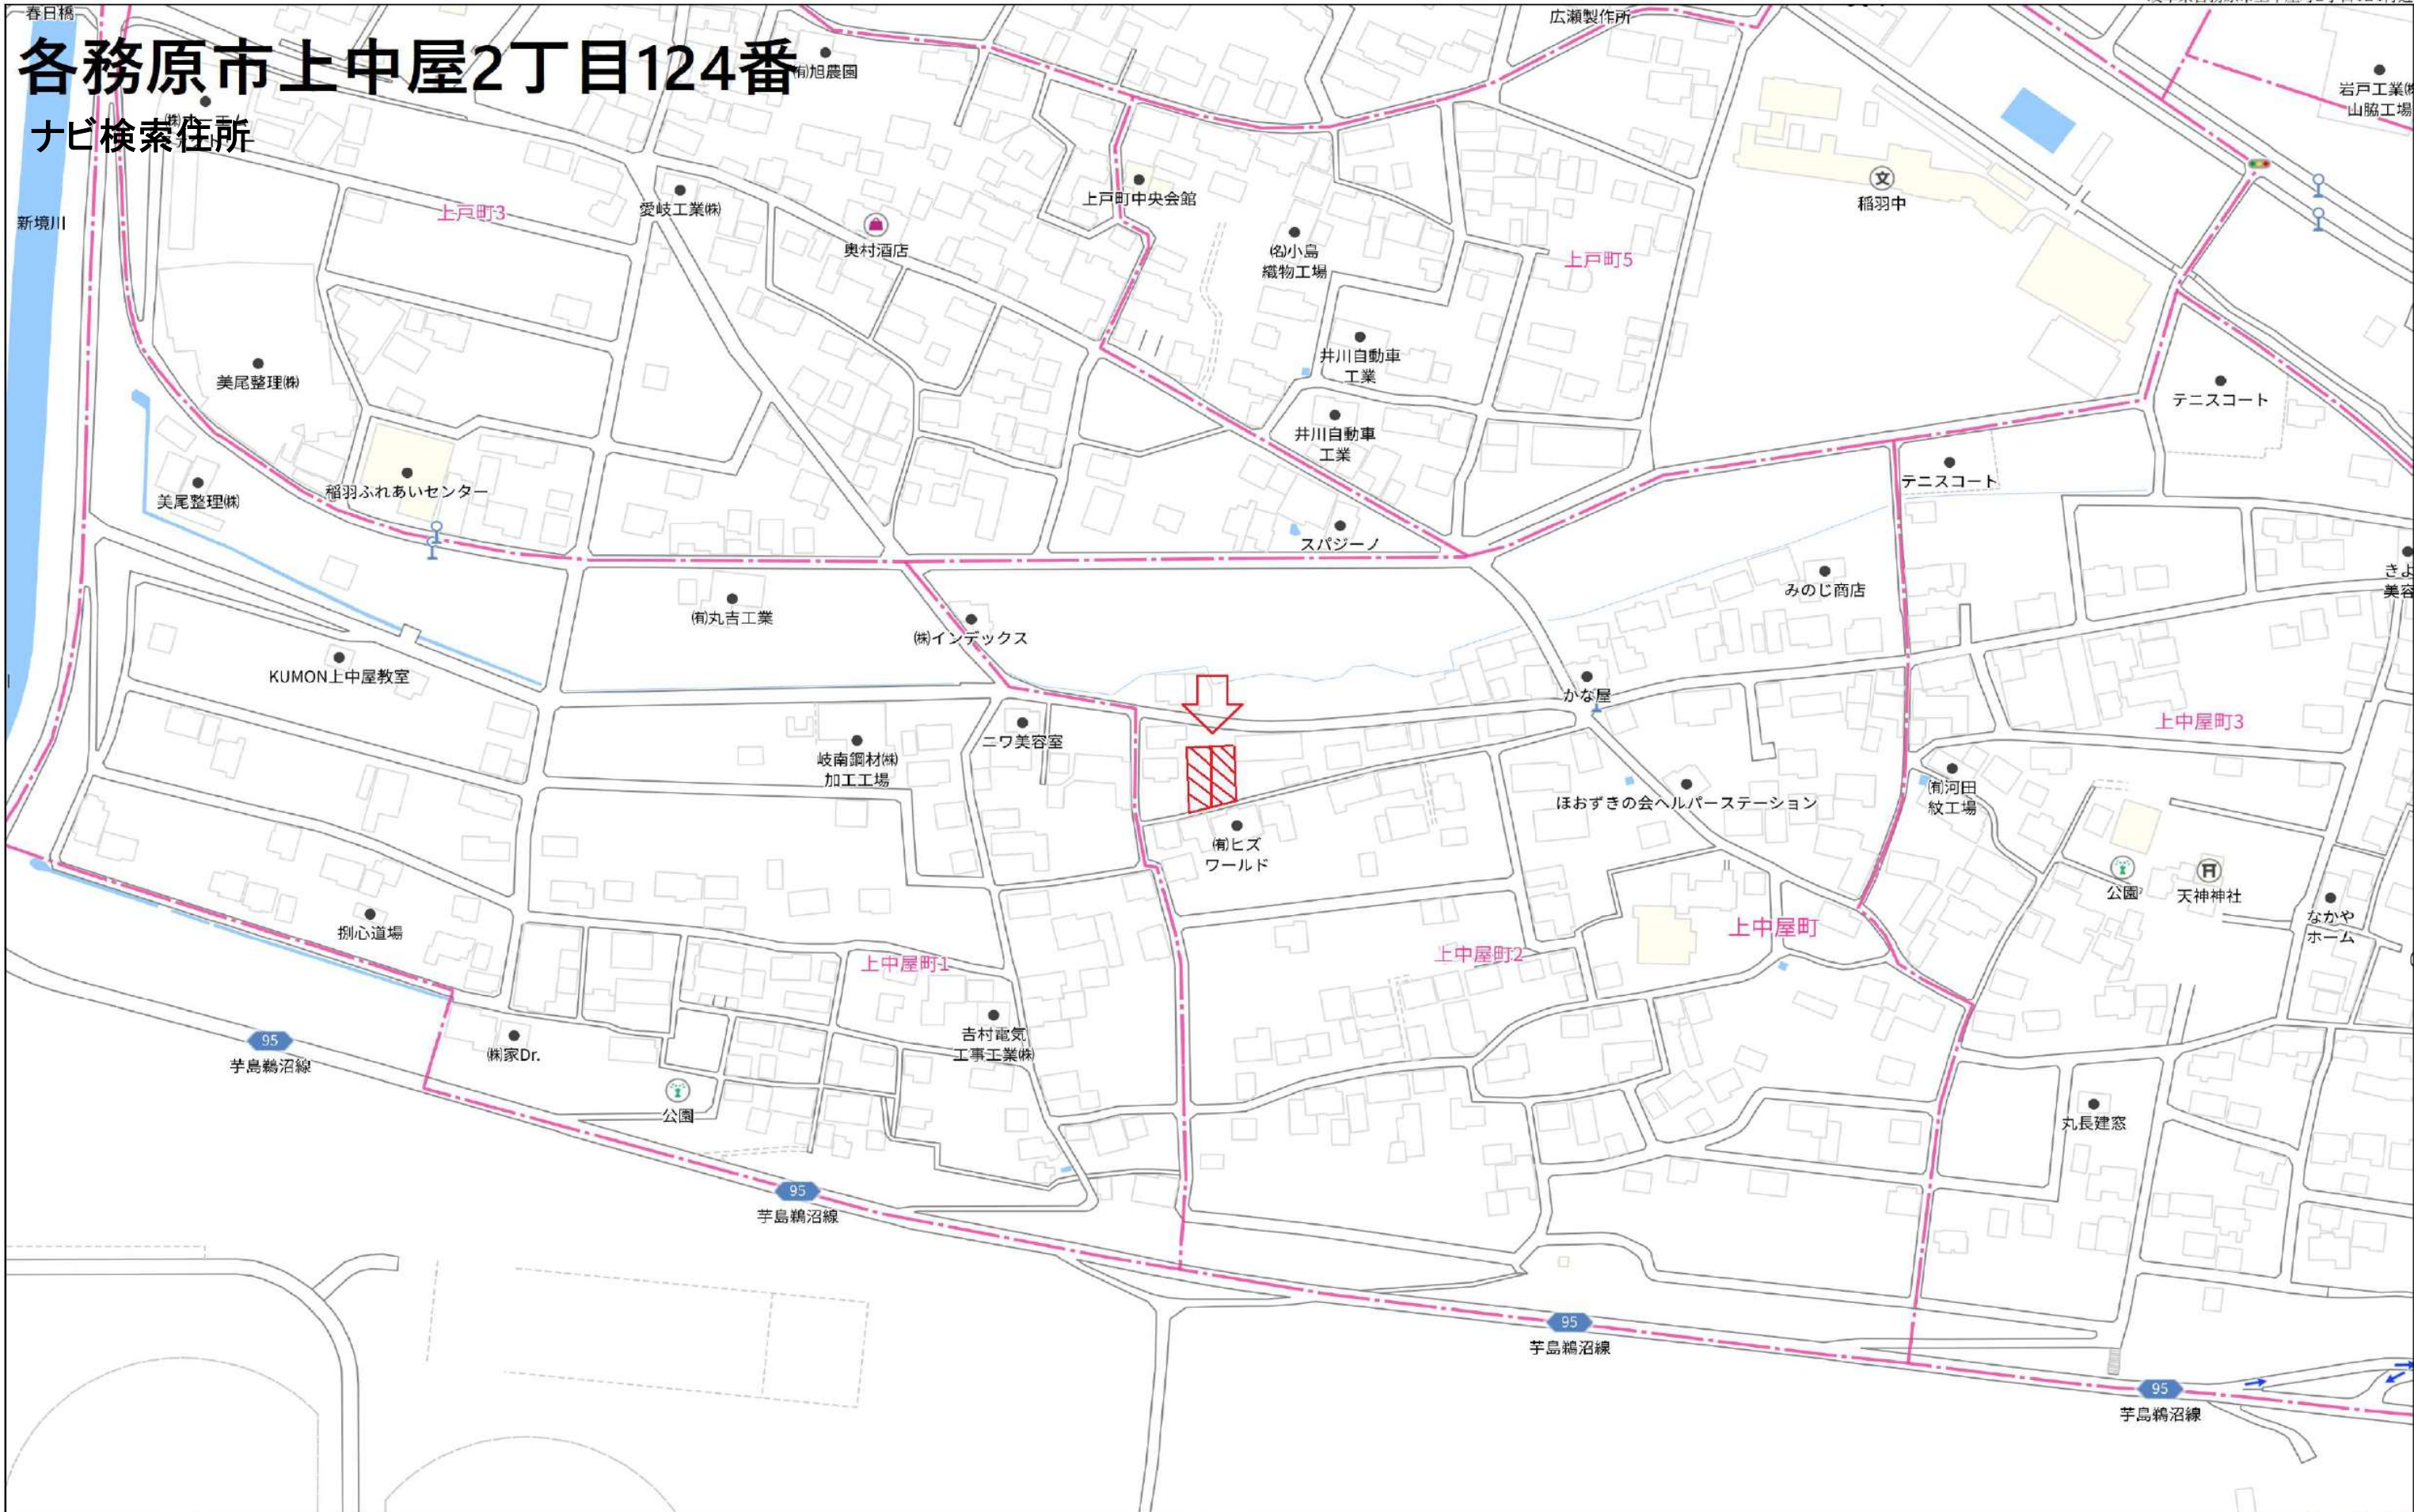 春日橋
各務原市上中屋2丁目124番
ナビ検索住所
㈲旭農園
広瀬製作所
岩戸工業㈱
山脇工場
新境川
上戸町3
愛岐工業㈱
奥村酒店
上戸町中央会館
㈴小島
織物工場
上戸町5
稲羽中
井川自動車
工業
美尾整理㈱
テニスコート
井川自動車
工業
美尾整理㈱
稲羽ふれあいセンター
テニスコート
スパジーノ
㈲丸吉工業
㈱インデックス
みのじ商店
きよ
美容
KUMON上中屋教室
かな屋
ニワ美容室
上中屋町3
岐南鋼材㈱
加工工場
㈲河田
紋工場
ほおずきの会ヘルパーステーション
㈲ヒズ
ワールド
公園
天神神社
捌心道場
上中屋町
なかや
ホーム
上中屋町1
上中屋町2
吉村電気
工事工業㈱
95
芋島鵜沼線
㈱家Dr.
公園
丸長建窓
95
芋島鵜沼線
95
芋島鵜沼線
95
芋島鵜沼線